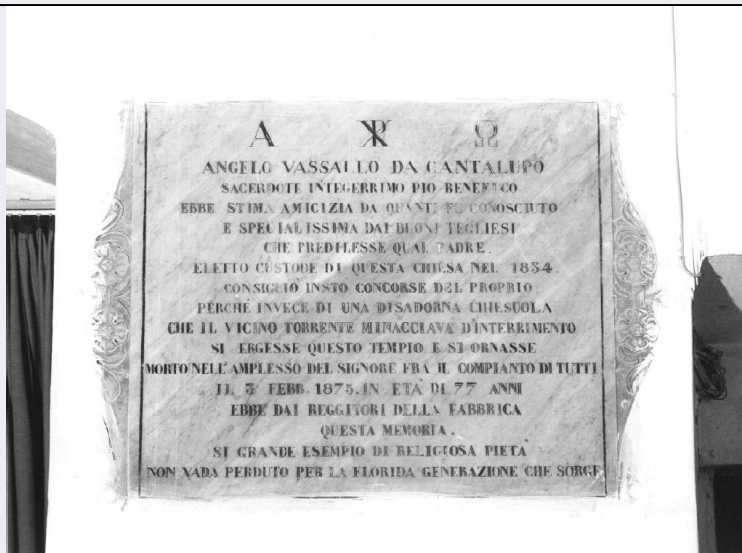 A ☧ Ω
ANGELO VASSALLO DA CANTALUPO
SACERDOTE INTEGERRIMO PIO BENEFICO
EBBE STIMA AMICIZIA DA QUANTI FU CONOSCIUTO
E SPECIALISSIMA DAI BUONI TEGLIESI
CHE PREDILESSE QUAL PADRE.
ELETTO CUSTODE DI QUESTA CHIESA NEL 1834.
CONSIGLIÒ INSTÒ CONCORSE DEL PROPRIO
PERCHÈ INVECE DI UNA DISADORNA CHIESUOLA
CHE IL VICINO TORRENTE MINACCIAVA D'INTERRIMENTO
SI ERGESSE QUESTO TEMPIO E SI ORNASSE
MORTO NELL'AMPLESSO DEL SIGNORE FRA IL COMPIANTO DI TUTTI
IL 3 FEBB. 1875. IN ETÀ DI 77 ANNI
EBBE DAI REGGITORI DELLA FABBRICA
QUESTA MEMORIA.
SI GRANDE ESEMPIO DI RELIGIOSA PIETÀ
NON VADA PERDUTO PER LA FLORIDA GENERAZIONE CHE SORGE